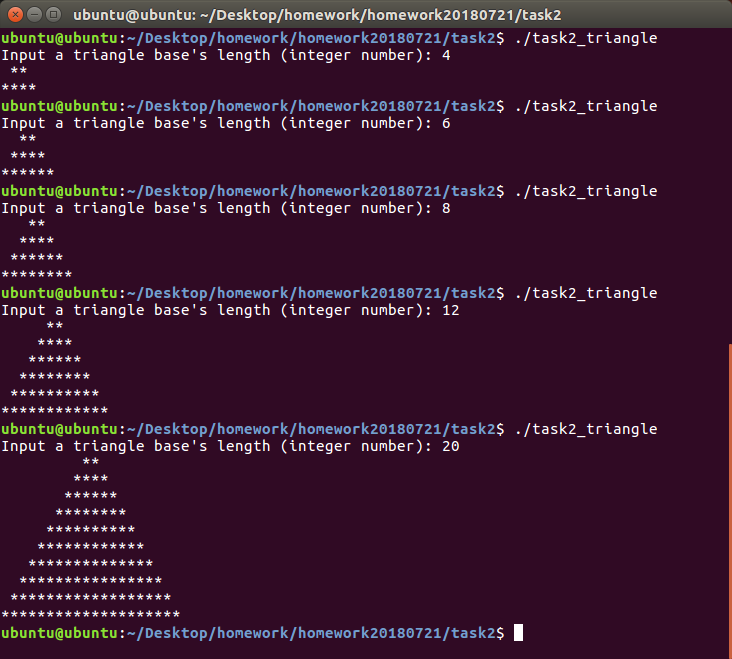 ubuntu@ubuntu: ~/Desktop/homework/homework20180721/task2
ubuntu@ubuntu:~/Desktop/homework/homework20180721/task2$ ./task2_triangle
Input a triangle base's length (integer number): 4
 **
****
ubuntu@ubuntu:~/Desktop/homework/homework20180721/task2$ ./task2_triangle
Input a triangle base's length (integer number): 6
  **
 ****
******
ubuntu@ubuntu:~/Desktop/homework/homework20180721/task2$ ./task2_triangle
Input a triangle base's length (integer number): 8
   **
  ****
 ******
********
ubuntu@ubuntu:~/Desktop/homework/homework20180721/task2$ ./task2_triangle
Input a triangle base's length (integer number): 12
     **
    ****
   ******
  ********
 **********
************
ubuntu@ubuntu:~/Desktop/homework/homework20180721/task2$ ./task2_triangle
Input a triangle base's length (integer number): 20
         **
        ****
       ******
      ********
     **********
    ************
   **************
  ****************
 ******************
********************
ubuntu@ubuntu:~/Desktop/homework/homework20180721/task2$